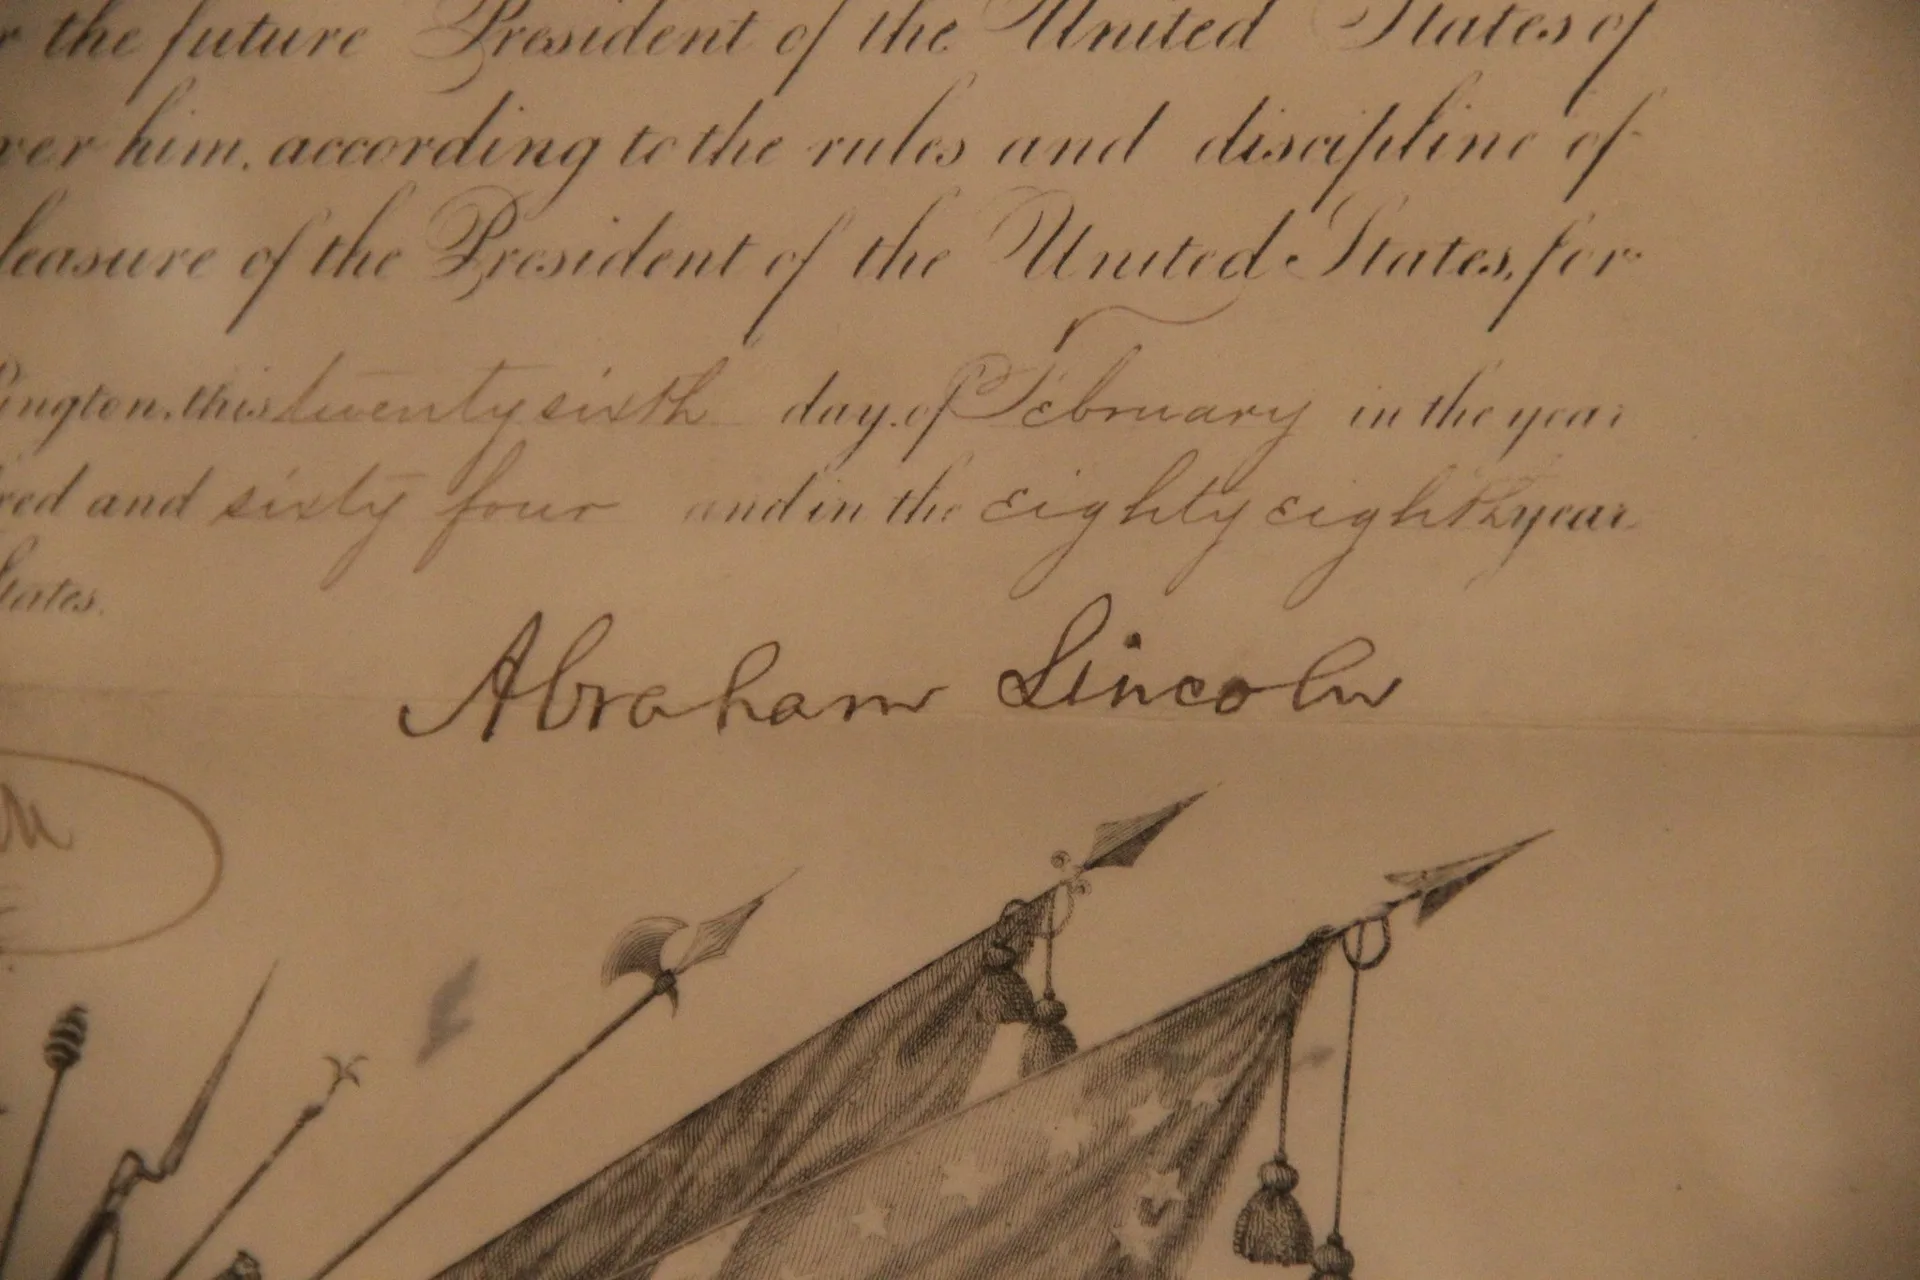 the future President of the United States of
him, according to the rules and discipline of
leasure of the President of the United States, for
ington, this twenty sixth day of February in the year
red and sixty four and in the eighty eighth year
States.
Abraham Lincoln